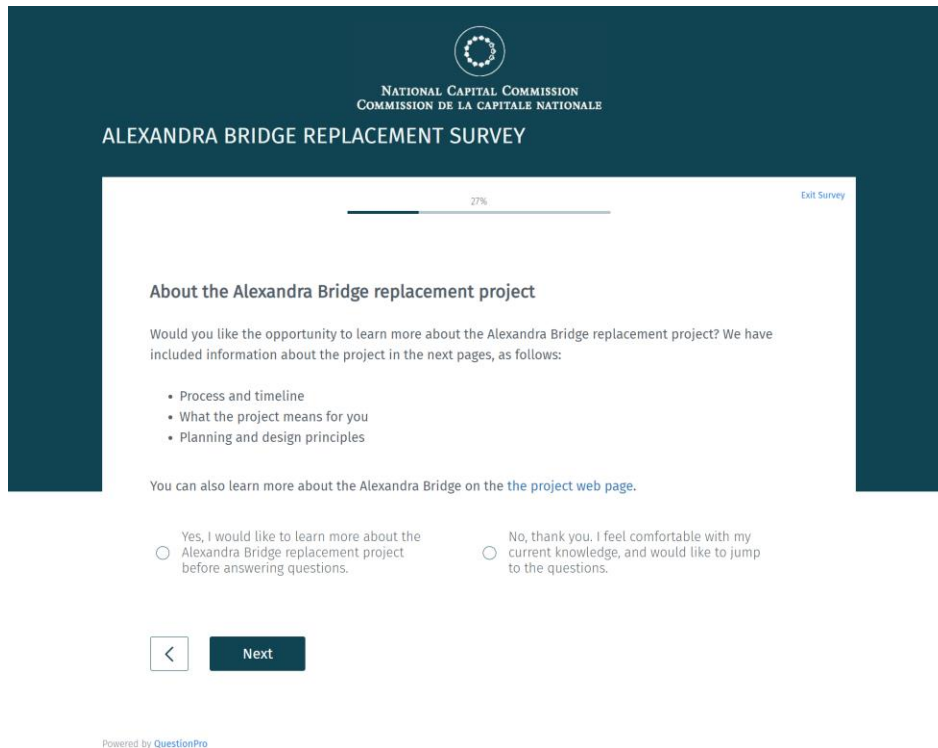 NATIONAL CAPITAL COMMISSION
COMMISSION DE LA CAPITALE NATIONALE
ALEXANDRA BRIDGE REPLACEMENT SURVEY
27%
Exit Survey
About the Alexandra Bridge replacement project
Would you like the opportunity to learn more about the Alexandra Bridge replacement project? We have
included information about the project in the next pages, as follows:
• Process and timeline
• What the project means for you
• Planning and design principles
You can also learn more about the Alexandra Bridge on the the project web page.
Yes, I would like to learn more about the
Alexandra Bridge replacement project
before answering questions.
No, thank you. I feel comfortable with my
current knowledge, and would like to jump
to the questions.
Next
Powered by QuestionPro